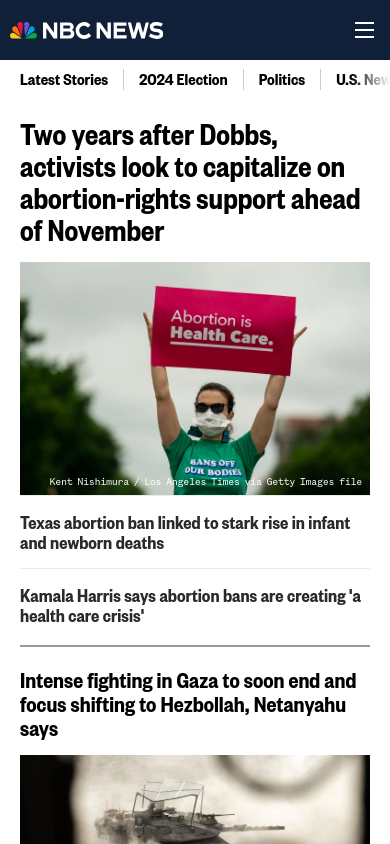 NBC NEWS
Latest Stories
2024 Election
Politics
U.S. New
Two years after Dobbs,
activists look to capitalize on
abortion-rights support ahead
of November
Abortion is
Health Care.
BANS OFF
OUR BODIES
Kent Nishimura / Los Angeles Times via Getty Images file
Texas abortion ban linked to stark rise in infant
and newborn deaths
Kamala Harris says abortion bans are creating 'a
health care crisis'
Intense fighting in Gaza to soon end and
focus shifting to Hezbollah, Netanyahu
says